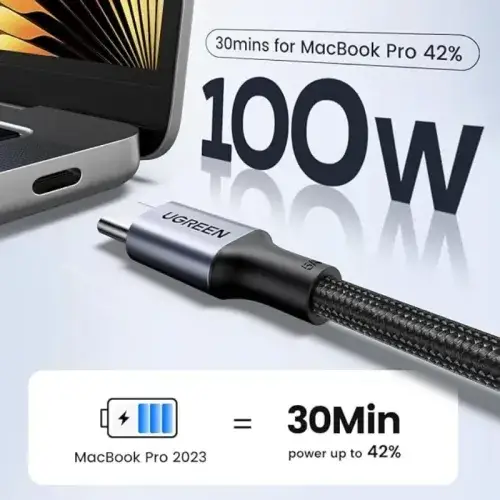 30mins for MacBook Pro 42%
100W
UGREEN
MacBook Pro 2023
=
30Min
power up to 42%